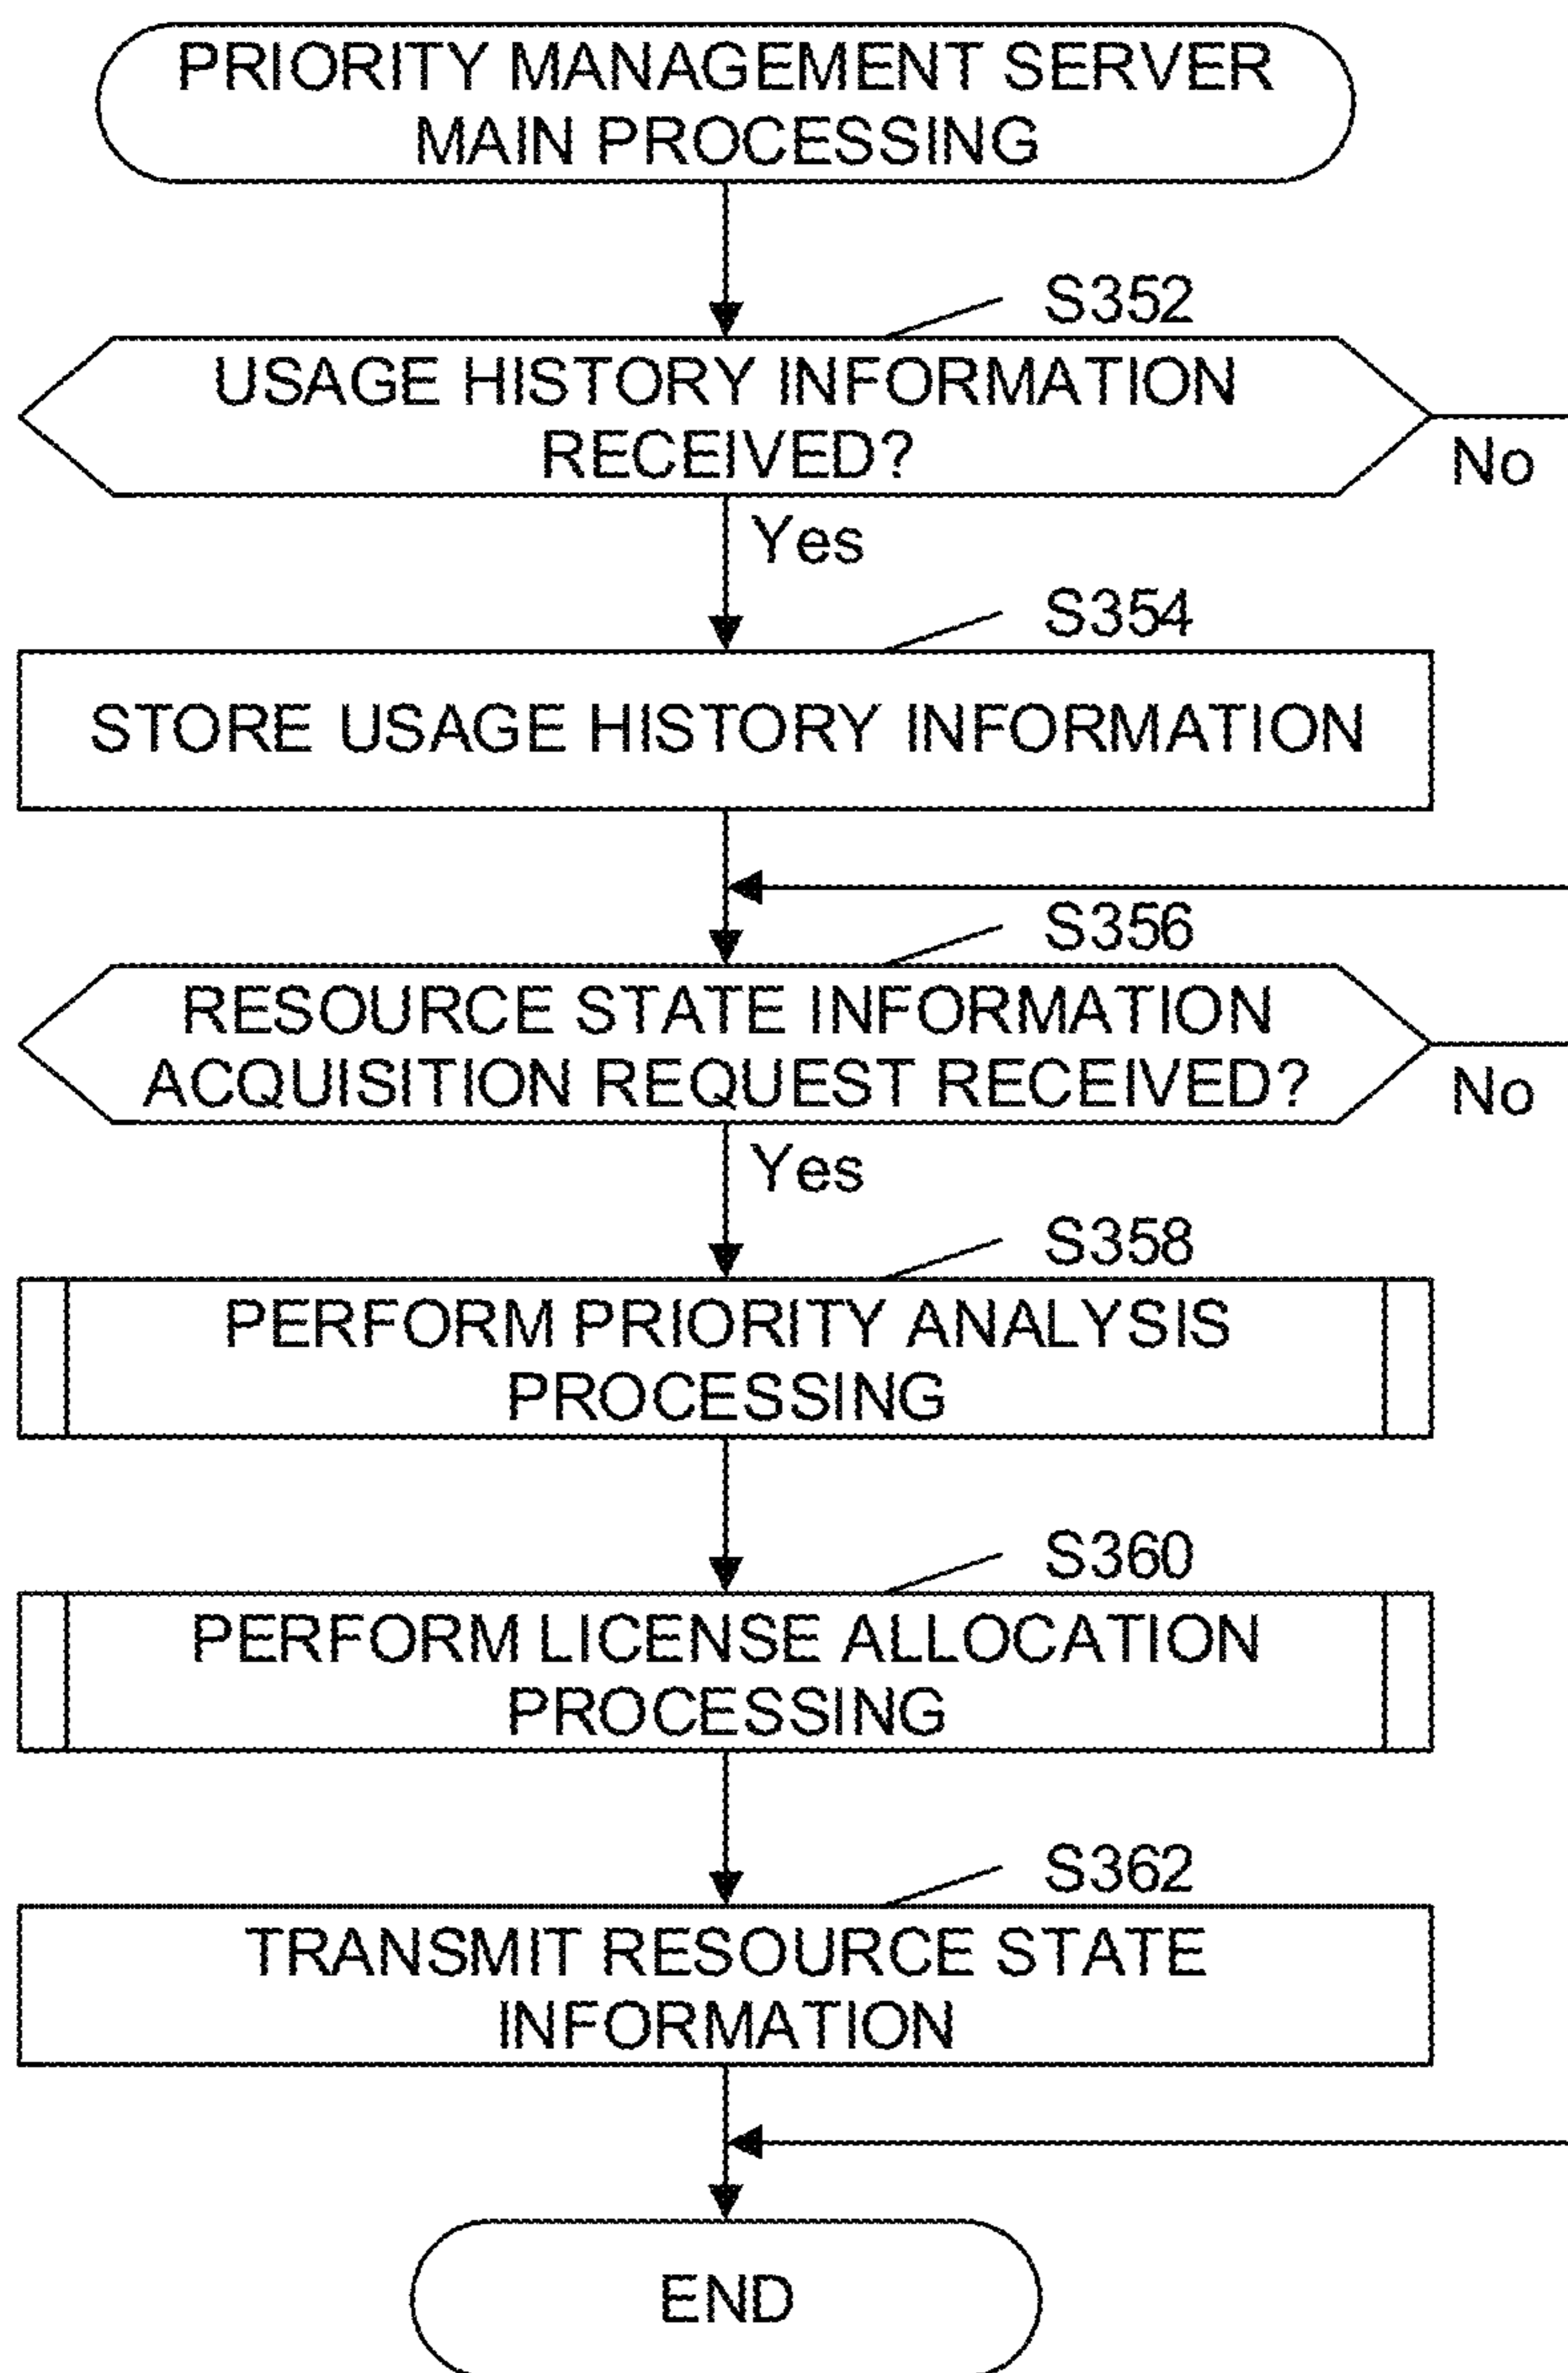 PRIORITY MANAGEMENT SERVER
MAIN PROCESSING
S352
USAGE HISTORY INFORMATION
RECEIVED?
No
Yes
S354
STORE USAGE HISTORY INFORMATION
S356
RESOURCE STATE INFORMATION
ACQUISITION REQUEST RECEIVED?
No
Yes
S358
PERFORM PRIORITY ANALYSIS
PROCESSING
S360
PERFORM LICENSE ALLOCATION
PROCESSING
S362
TRANSMIT RESOURCE STATE
INFORMATION
END